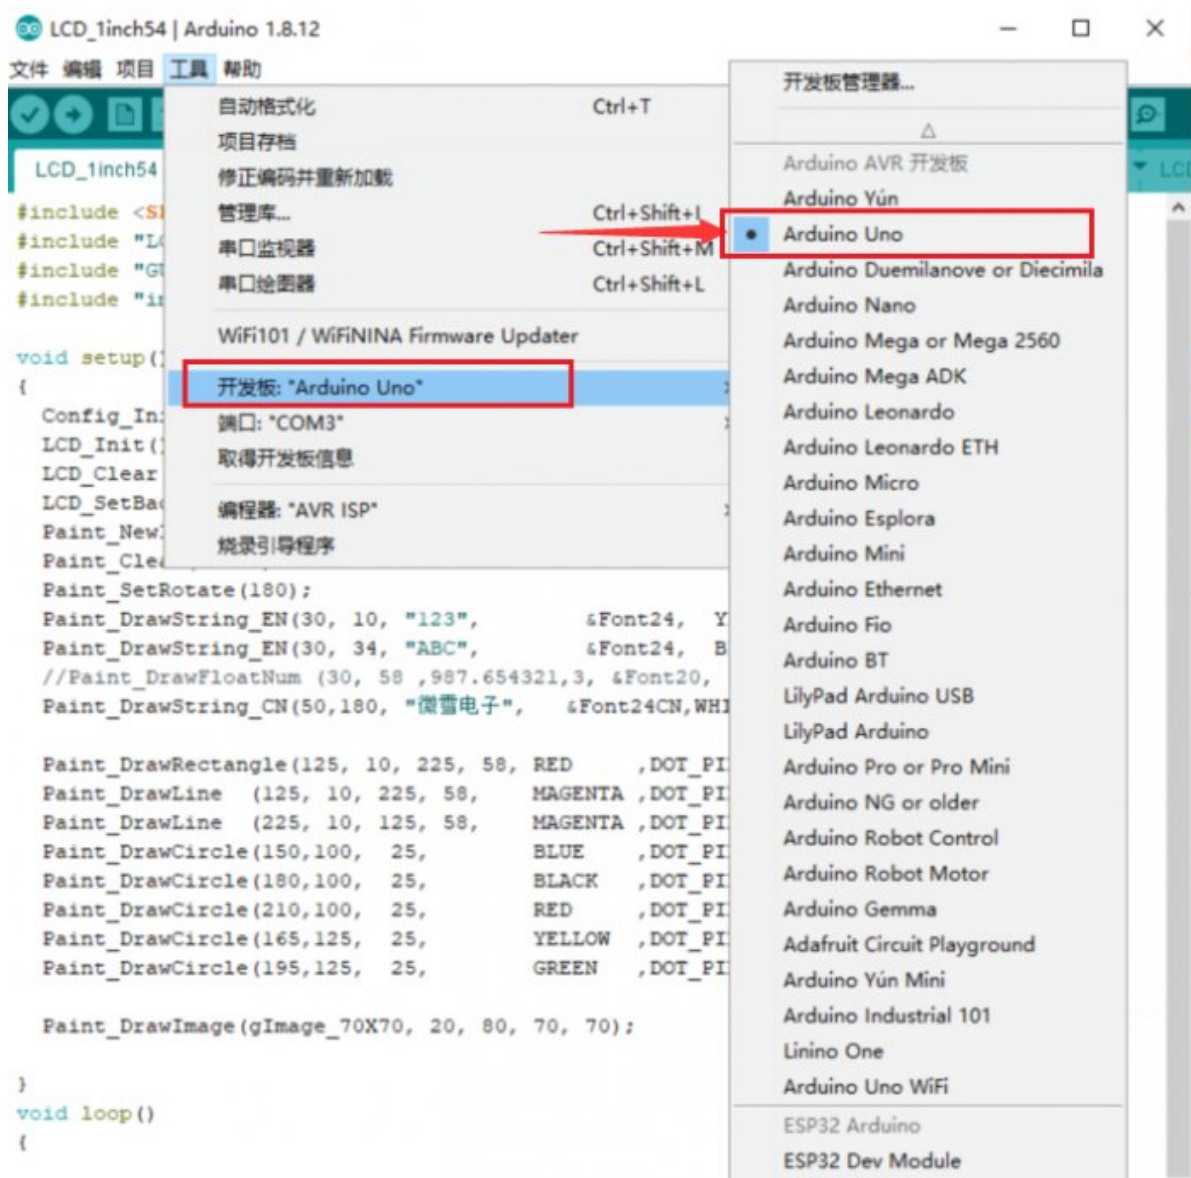 LCD_1inch54 | Arduino 1.8.12
文件 编辑 项目 工具 帮助
自动格式化 Ctrl+T
项目存档
修正编码并重新加载
管理库... Ctrl+Shift+I
串口监视器 Ctrl+Shift+M
串口绘图器 Ctrl+Shift+L
WiFi101 / WiFiNINA Firmware Updater
开发板: "Arduino Uno"
端口: "COM3"
取得开发板信息
编程器: "AVR ISP"
烧录引导程序
开发板管理器...
Arduino AVR 开发板
Arduino Yún
Arduino Uno
Arduino Duemilanove or Diecimila
Arduino Nano
Arduino Mega or Mega 2560
Arduino Mega ADK
Arduino Leonardo
Arduino Leonardo ETH
Arduino Micro
Arduino Esplora
Arduino Mini
Arduino Ethernet
Arduino Fio
Arduino BT
LilyPad Arduino USB
LilyPad Arduino
Arduino Pro or Pro Mini
Arduino NG or older
Arduino Robot Control
Arduino Robot Motor
Arduino Gemma
Adafruit Circuit Playground
Arduino Yún Mini
Arduino Industrial 101
Linino One
Arduino Uno WiFi
ESP32 Arduino
ESP32 Dev Module
LCD_1inch54
#include <S
#include "L
#include "G
#include "i
void setup(
{
Config_In
LCD_Init(
LCD_Clear
LCD_SetBa
Paint_New
Paint_Cle
Paint_SetRotate(180);
Paint_DrawString_EN(30, 10, "123", &Font24, Y
Paint_DrawString_EN(30, 34, "ABC", &Font24, B
//Paint_DrawFloatNum (30, 58 ,987.654321,3, &Font20,
Paint_DrawString_CN(50,180, "微雪电子", &Font24CN,WHI
Paint_DrawRectangle(125, 10, 225, 58, RED ,DOT_PI
Paint_DrawLine (125, 10, 225, 58, MAGENTA ,DOT_PI
Paint_DrawLine (225, 10, 125, 58, MAGENTA ,DOT_PI
Paint_DrawCircle(150,100, 25, BLUE ,DOT_PI
Paint_DrawCircle(180,100, 25, BLACK ,DOT_PI
Paint_DrawCircle(210,100, 25, RED ,DOT_PI
Paint_DrawCircle(165,125, 25, YELLOW ,DOT_PI
Paint_DrawCircle(195,125, 25, GREEN ,DOT_PI
Paint_DrawImage(gImage_70X70, 20, 80, 70, 70);
}
void loop()
{